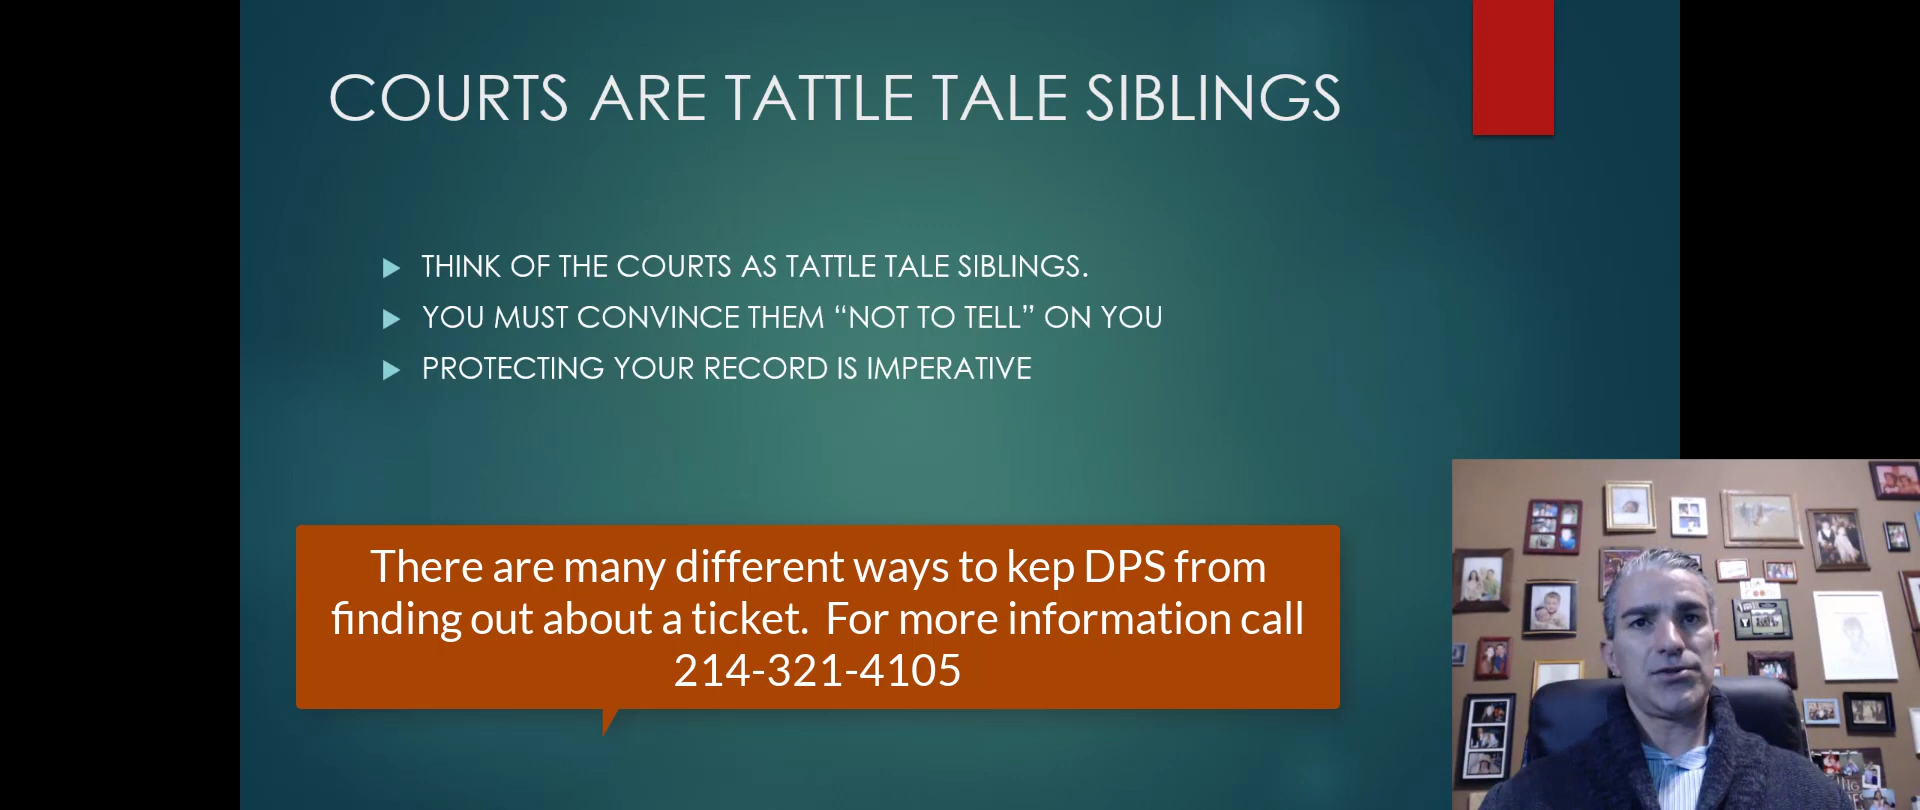 COURTS ARE TATTLE TALE SIBLINGS
THINK OF THE COURTS AS TATTLE TALE SIBLINGS.
YOU MUST CONVINCE THEM “NOT TO TELL” ON YOU
PROTECTING YOUR RECORD IS IMPERATIVE
There are many different ways to kep DPS from
finding out about a ticket.  For more information call
214-321-4105